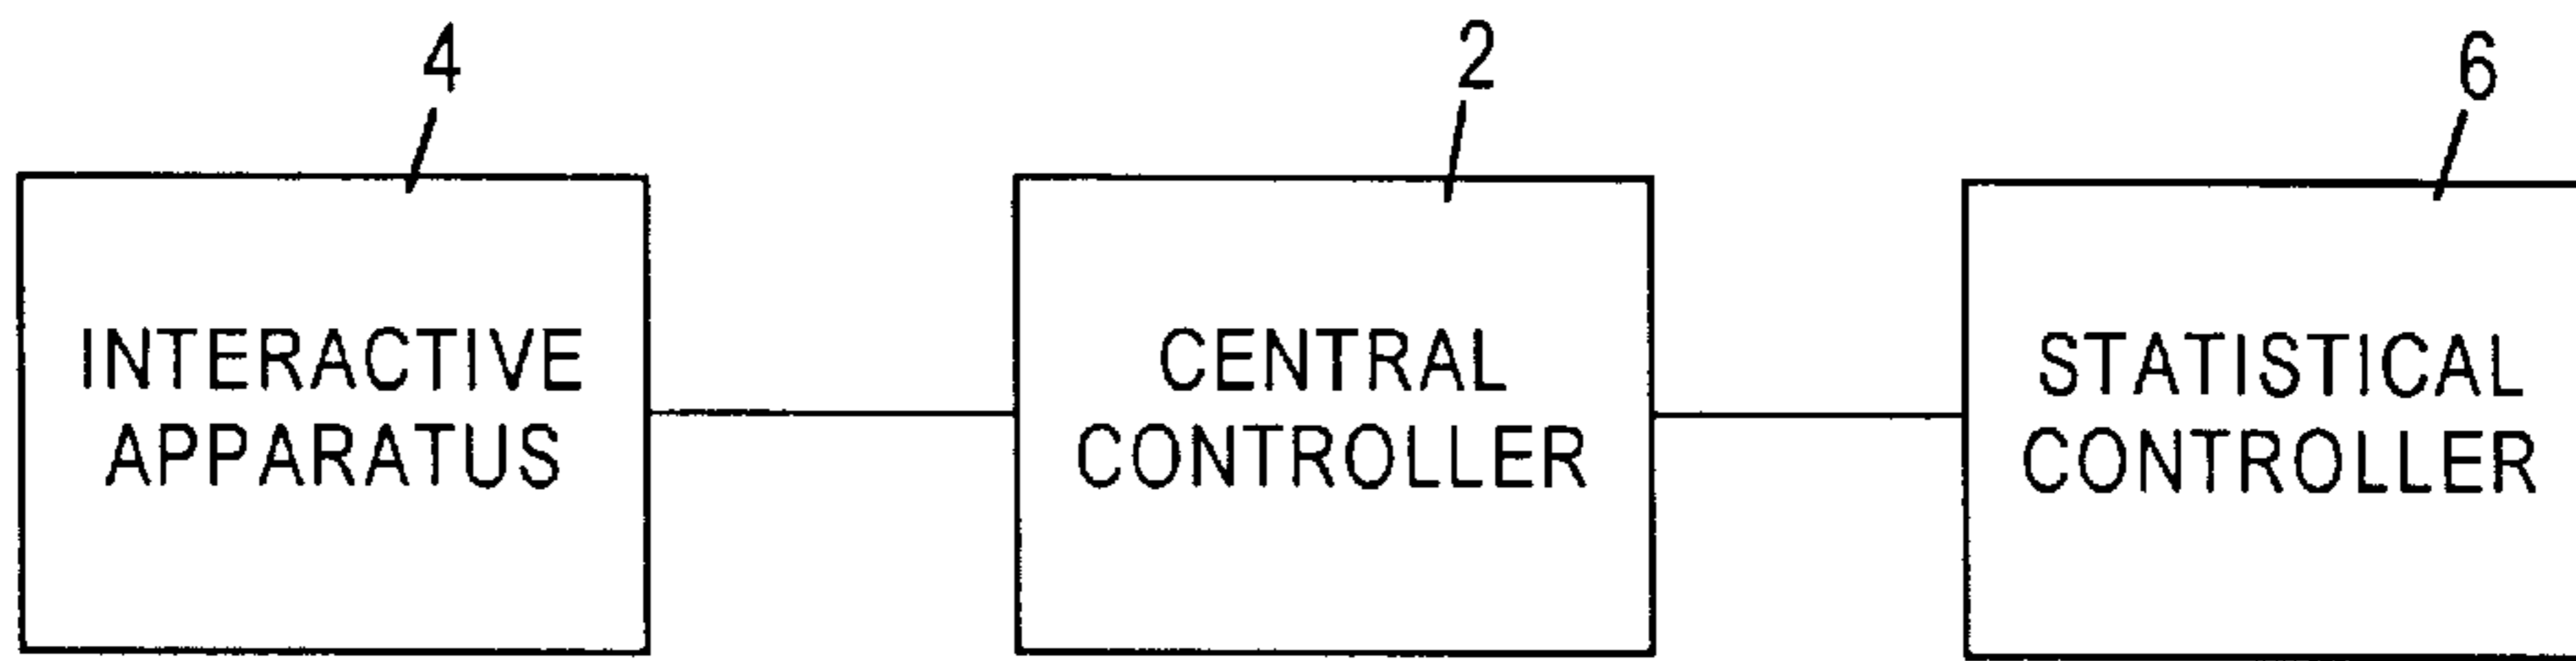 4
2
6
INTERACTIVE
APPARATUS
CENTRAL
CONTROLLER
STATISTICAL
CONTROLLER